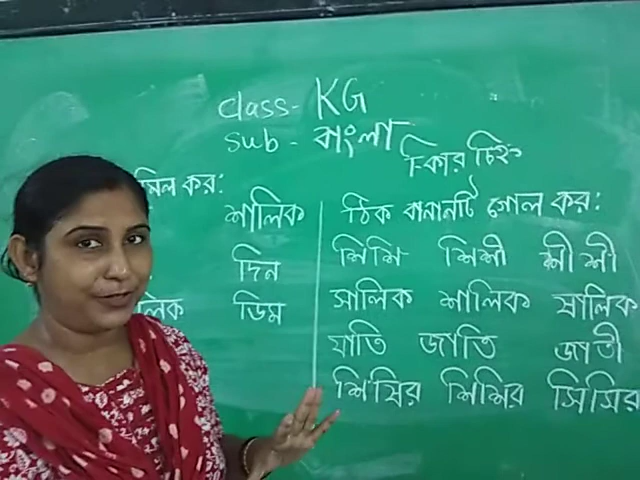 class- KG
sub - বাংলা
িকার চিহ্ন
মিল কর:
শালিক
দিন
লিক ডিম
ঠিক বানানটি গোল কর:
শিশি শিশী শীশী
সালিক শালিক ষালিক
যাতি জাতি জাতী
শিষির শিশির সিসির